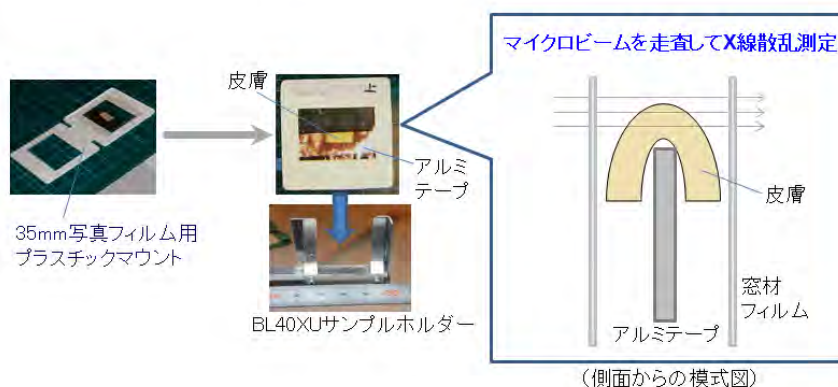 マイクロビームを走査してX線散乱測定
皮膚
上
アルミ
テープ
35mm写真フィルム用
プラスチックマウント
BL40XUサンプルホルダー
皮膚
窓材
フィルム
アルミテープ
(側面からの模式図)